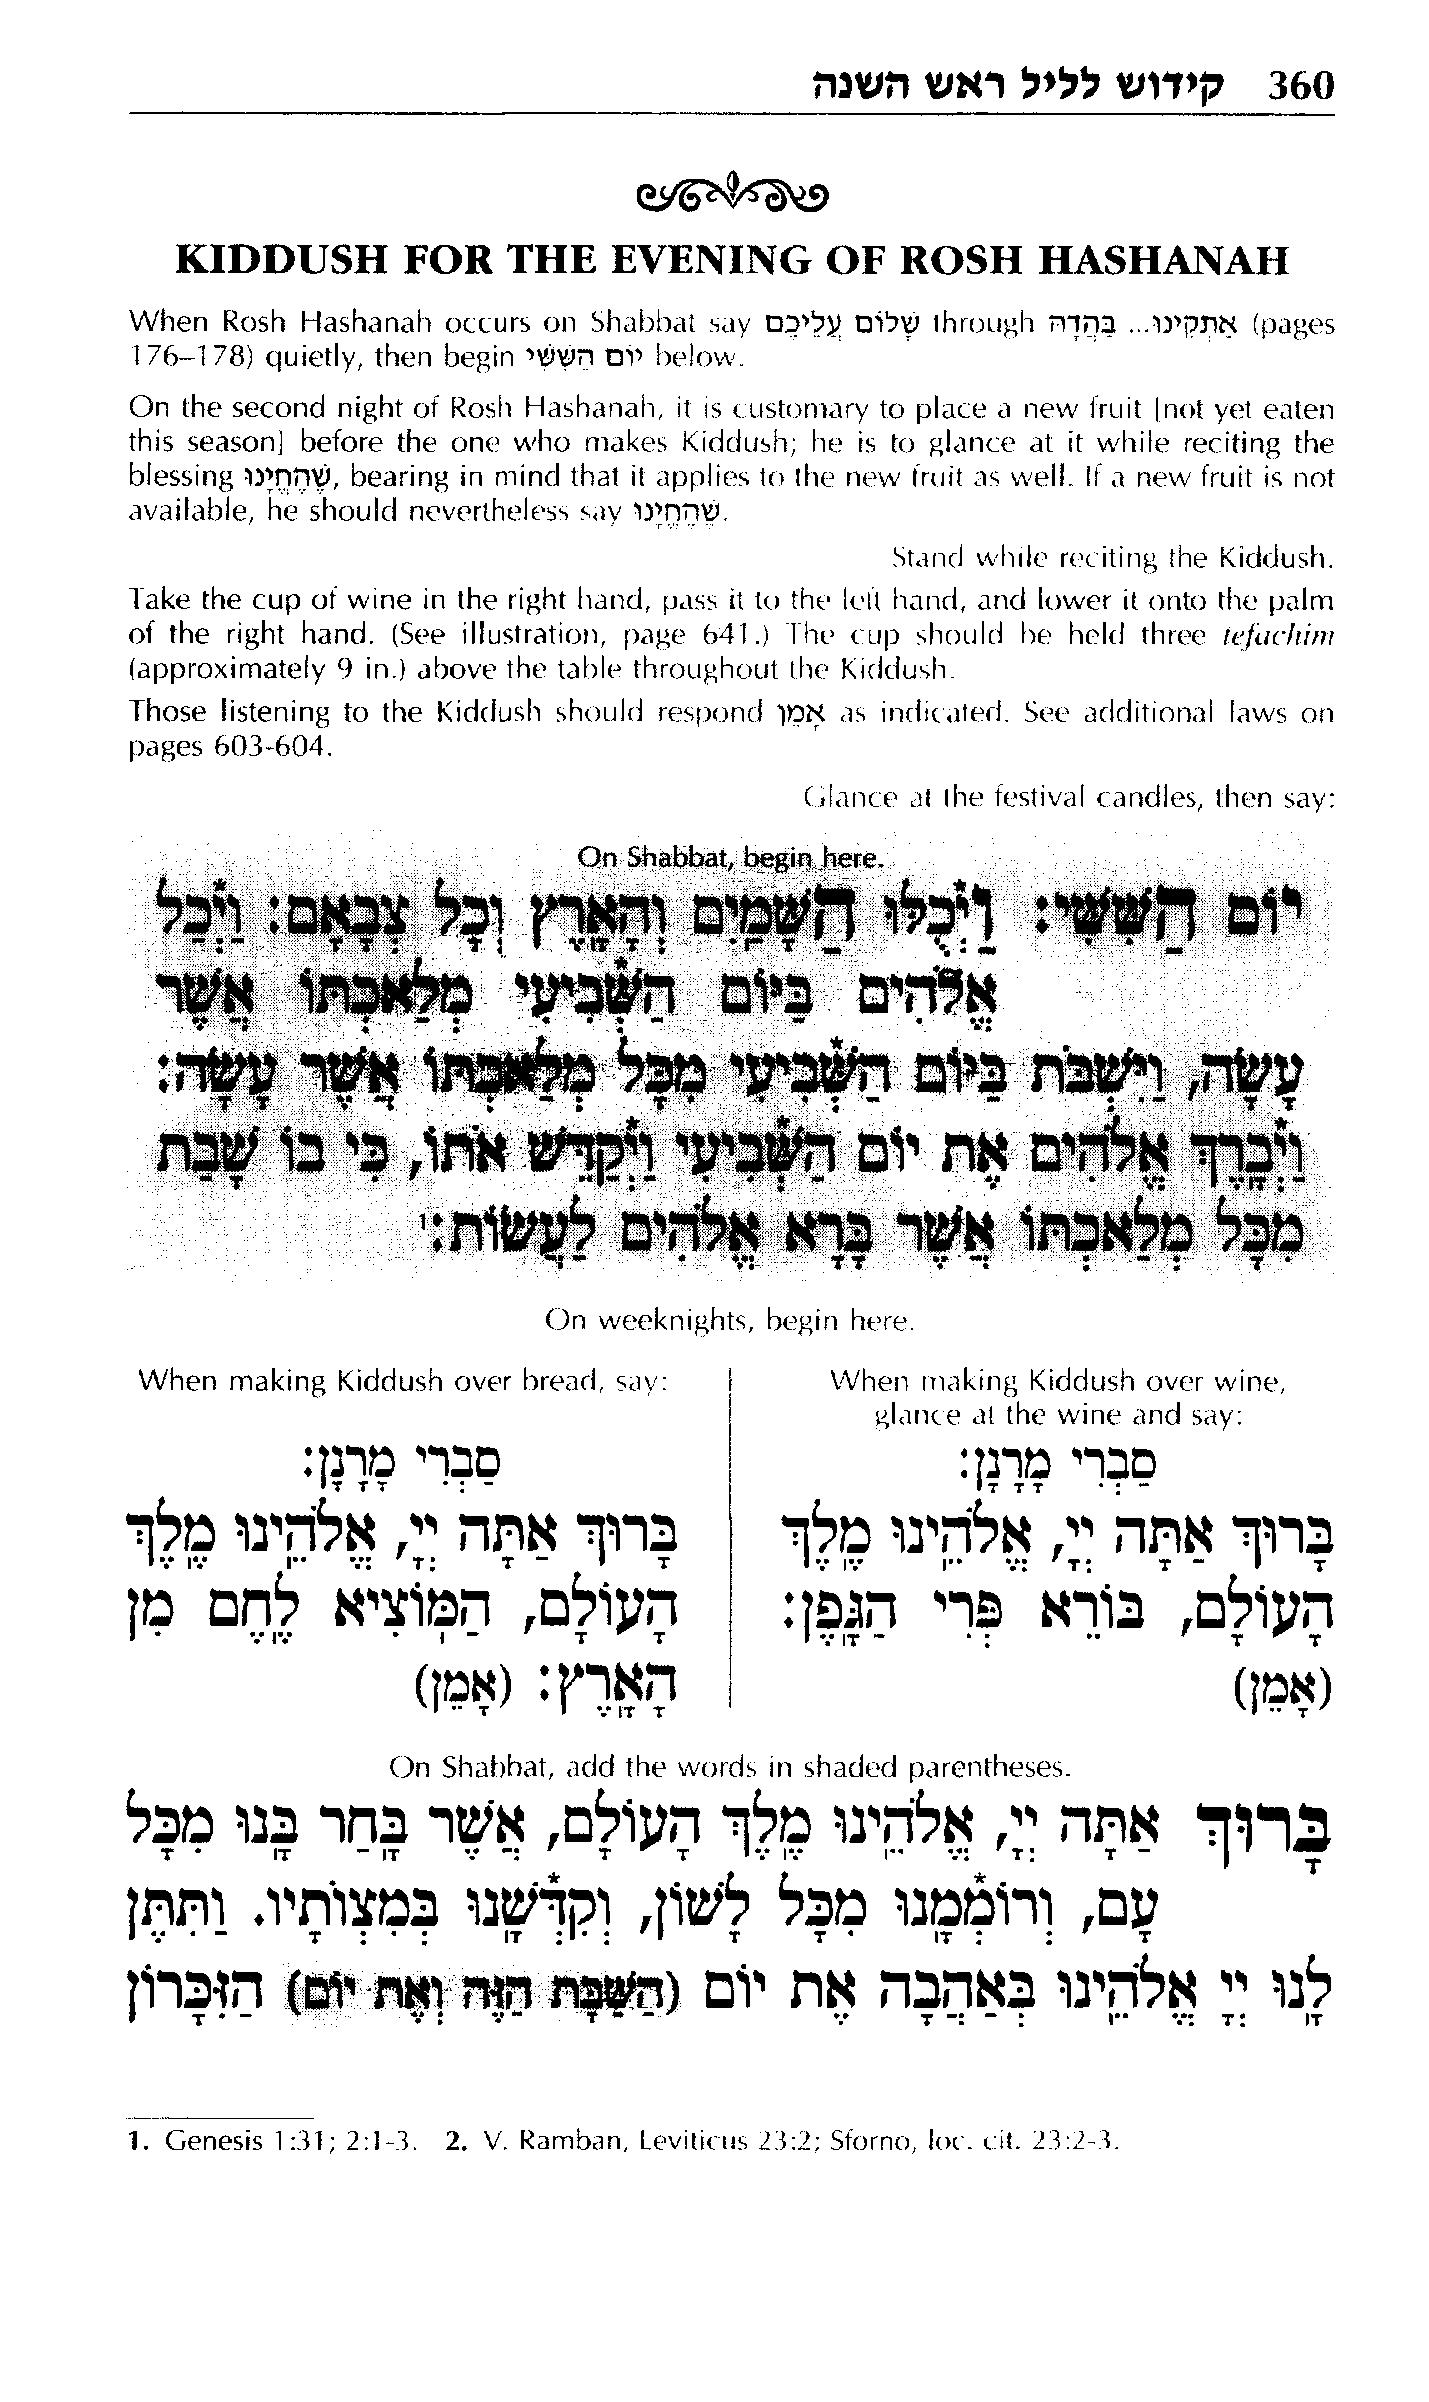 קידוש לליל ראש השנה 360
KIDDUSH FOR THE EVENING OF ROSH HASHANAH
When Rosh Hashanah occurs on Shabbat say שָׁלוֹם עֲלֵיכֶם through אַתְקִינוּ... בַּהֲדָהּ (pages
176–178) quietly, then begin יוֹם הַשִּׁשִּׁי below.
On the second night of Rosh Hashanah, it is customary to place a new fruit [not yet eaten
this season] before the one who makes Kiddush; he is to glance at it while reciting the
blessing שֶׁהֶחֱיָנוּ, bearing in mind that it applies to the new fruit as well. If a new fruit is not
available, he should nevertheless say שֶׁהֶחֱיָנוּ.
Stand while reciting the Kiddush.
Take the cup of wine in the right hand, pass it to the left hand, and lower it onto the palm
of the right hand. (See illustration, page 641.) The cup should be held three tefachim
(approximately 9 in.) above the table throughout the Kiddush.
Those listening to the Kiddush should respond אָמֵן as indicated. See additional laws on
pages 603-604.
Glance at the festival candles, then say:
On Shabbat, begin here.
יוֹם הַשִּׁשִּׁי: וַיְֿכֻלּוּ הַשָּׁמַיִם וְהָאָרֶץ וְכָל צְבָאָם: וַיְֿכַל
אֱלֹהִים בַּיּוֹם הַשְּֿׁבִיעִי מְלַאכְתּוֹ אֲשֶׁר
עָשָׂה, וַיִּשְׁבֹּת בַּיּוֹם הַשְּֿׁבִיעִי מִכָּל מְלַאכְתּוֹ אֲשֶׁר עָשָׂה:
וַיְֿבָרֶךְ אֱלֹהִים אֶת יוֹם הַשְּֿׁבִיעִי וַיְֿקַדֵּשׁ אֹתוֹ, כִּי בוֹ שָׁבַת
מִכָּל מְלַאכְתּוֹ אֲשֶׁר בָּרָא אֱלֹהִים לַעֲשׂוֹת:1
On weeknights, begin here.
When making Kiddush over wine,
glance at the wine and say:
סַבְרִי מָרָנָן:
בָּרוּךְ אַתָּה יְיָ, אֱלֹהֵינוּ מֶלֶךְ
הָעוֹלָם, בּוֹרֵא פְּרִי הַגָּפֶן:
(אָמֵן)
When making Kiddush over bread, say:
סַבְרִי מָרָנָן:
בָּרוּךְ אַתָּה יְיָ, אֱלֹהֵינוּ מֶלֶךְ
הָעוֹלָם, הַמּוֹצִיא לֶחֶם מִן
הָאָרֶץ: (אָמֵן)
On Shabbat, add the words in shaded parentheses.
בָּרוּךְ אַתָּה יְיָ, אֱלֹהֵינוּ מֶלֶךְ הָעוֹלָם, אֲשֶׁר בָּחַר בָּנוּ מִכָּל
עָם, וְרוֹמְֿמָנוּ מִכָּל לָשׁוֹן, וְקִדְּֿשָׁנוּ בְּמִצְוֹתָיו. וַתִּתֶּן
לָנוּ יְיָ אֱלֹהֵינוּ בְּאַהֲבָה אֶת יוֹם (הַשַּׁבָּת הַזֶּה וְאֶת יוֹם) הַזִּכָּרוֹן
1. Genesis 1:31; 2:1-3. 2. V. Ramban, Leviticus 23:2; Sforno, loc. cit. 23:2-3.